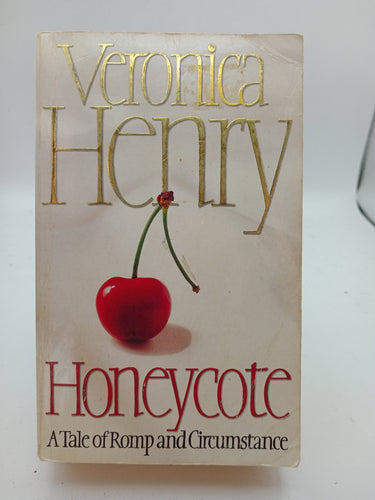 Veronica
Henry
Honeycote
A Tale of Romp and Circumstance